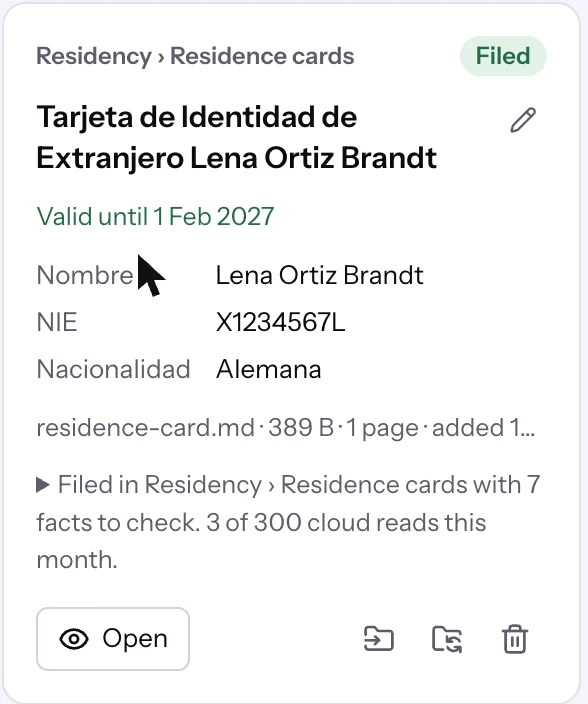 Residency › Residence cards
Filed
Tarjeta de Identidad de
Extranjero Lena Ortiz Brandt
Valid until 1 Feb 2027
Nombre Lena Ortiz Brandt
NIE X1234567L
Nacionalidad Alemana
residence-card.md · 389 B · 1 page · added 1…
▶ Filed in Residency › Residence cards with 7
facts to check. 3 of 300 cloud reads this
month.
Open